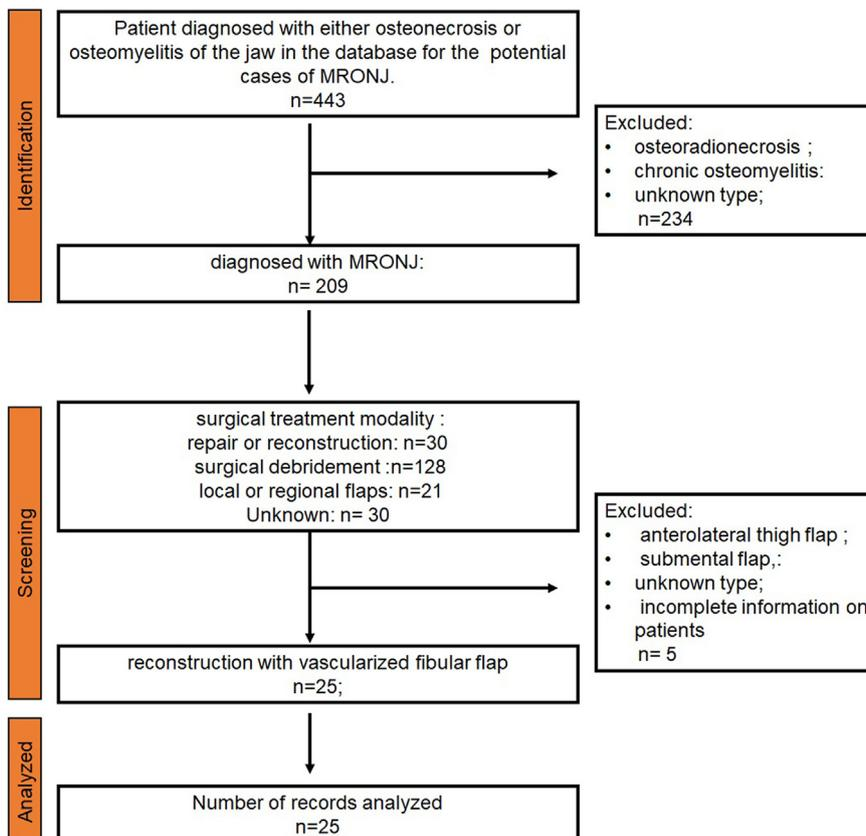 Identification
Patient diagnosed with either osteonecrosis or
osteomyelitis of the jaw in the database for the potential
cases of MRONJ.
n=443
Excluded:
• osteoradionecrosis ;
• chronic osteomyelitis:
• unknown type;
n=234
diagnosed with MRONJ:
n= 209
Screening
surgical treatment modality :
repair or reconstruction: n=30
surgical debridement :n=128
local or regional flaps: n=21
Unknown: n= 30
Excluded:
• anterolateral thigh flap ;
• submental flap,:
• unknown type;
• incomplete information on
patients
n= 5
reconstruction with vascularized fibular flap
n=25;
Analyzed
Number of records analyzed
n=25